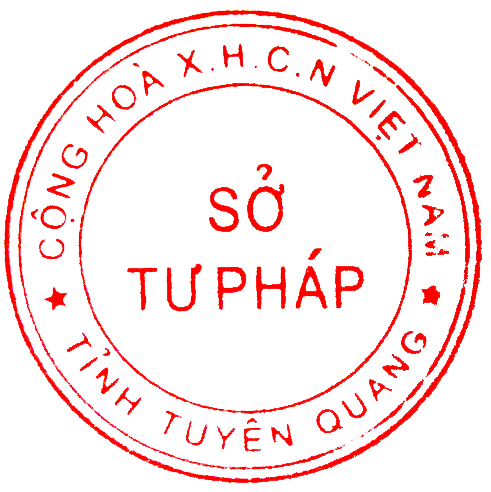 CỘNG HOÀ X.H.C.N VIỆT NAM
SỞ
TƯ PHÁP
TỈNH TUYÊN QUANG